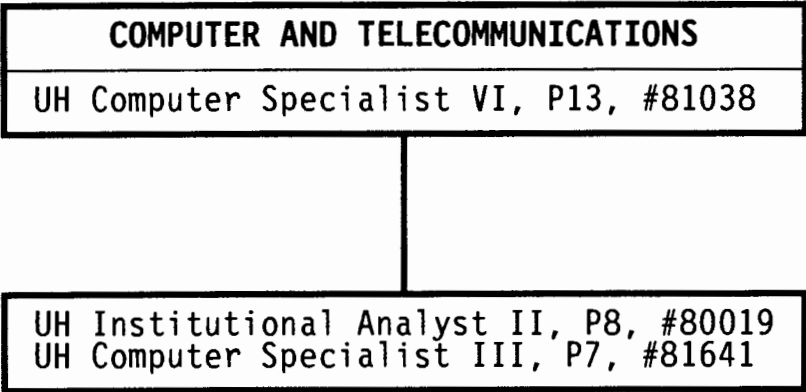 COMPUTER AND TELECOMMUNICATIONS
UH Computer Specialist VI, P13, #81038
UH Institutional Analyst II, P8, #80019
UH Computer Specialist III, P7, #81641